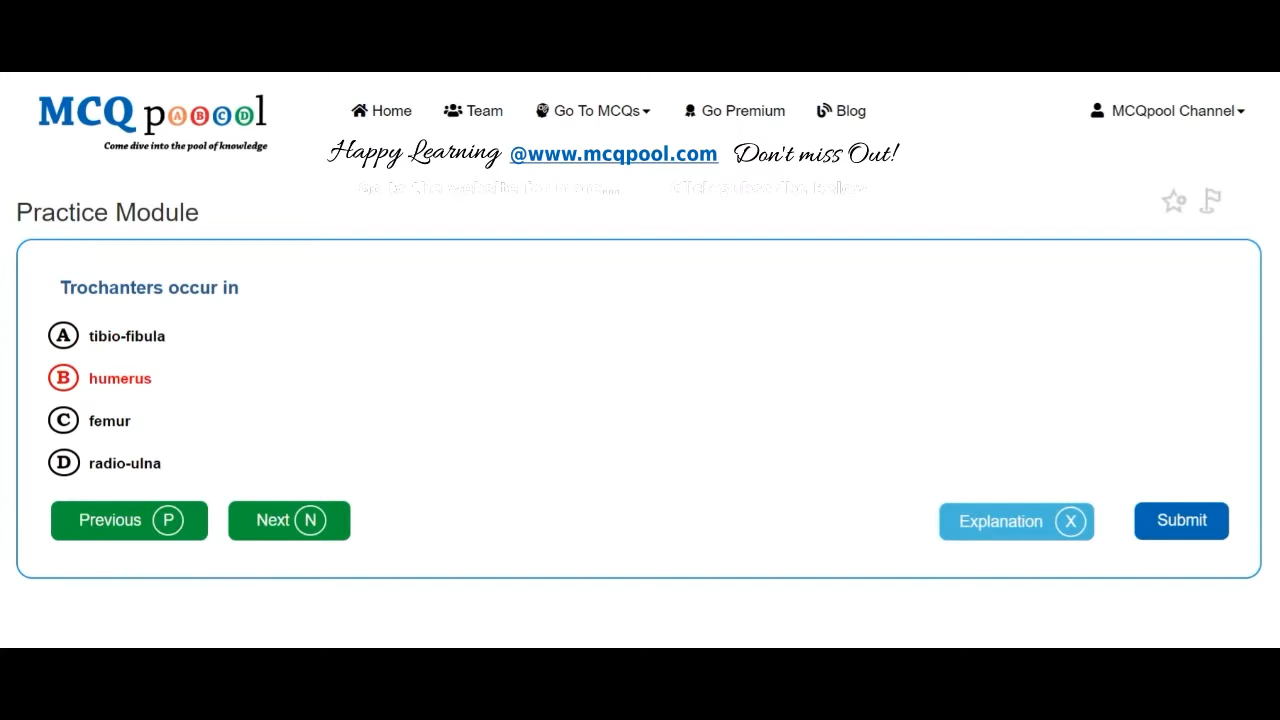 MCQ pABCDl
Come dive into the pool of knowledge
Home Team Go To MCQs Go Premium Blog MCQpool Channel
Happy Learning @www.mcqpool.com Don't miss Out!
Practice Module
Trochanters occur in
A tibio-fibula
B humerus
C femur
D radio-ulna
Previous P Next N Explanation X Submit